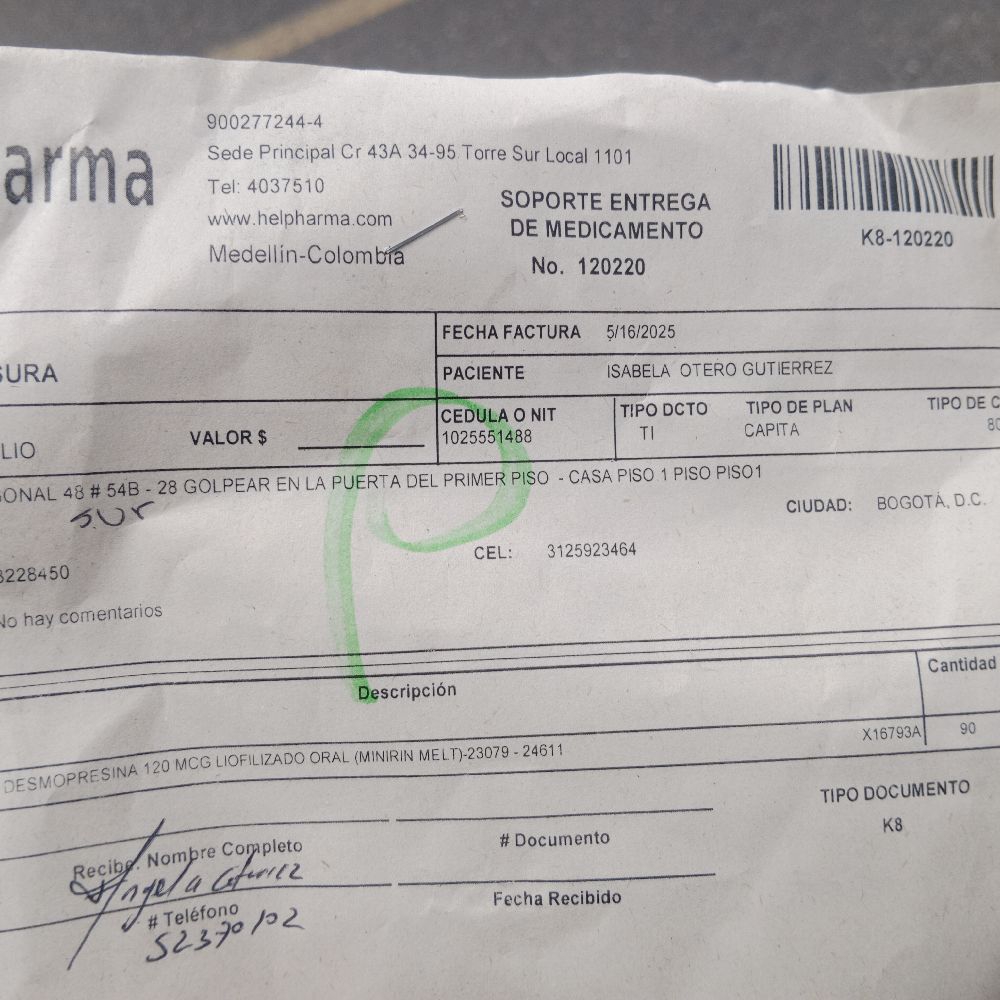 arma
900277244-4
Sede Principal Cr 43A 34-95 Torre Sur Local 1101
Tel: 4037510
www.helpharma.com
Medellín-Colombia
SOPORTE ENTREGA
DE MEDICAMENTO
No. 120220
K8-120220
SURA
FECHA FACTURA 5/16/2025
PACIENTE ISABELA OTERO GUTIERREZ
LIO
VALOR $
CEDULA O NIT
1025551488
TIPO DCTO
TI
TIPO DE PLAN
CAPITA
TIPO DE C
80
ONAL 48 # 54B - 28 GOLPEAR EN LA PUERTA DEL PRIMER PISO - CASA PISO 1 PISO PISO1
SUR
CIUDAD: BOGOTÁ, D.C.
CEL: 3125923464
8228450
No hay comentarios
P
Descripción
Cantidad
DESMOPRESINA 120 MCG LIOFILIZADO ORAL (MINIRIN MELT)-23079 - 24611
X16793A
90
TIPO DOCUMENTO
K8
Recibe. Nombre Completo
Angela Gutierrez
# Documento
# Teléfono
52370102
Fecha Recibido